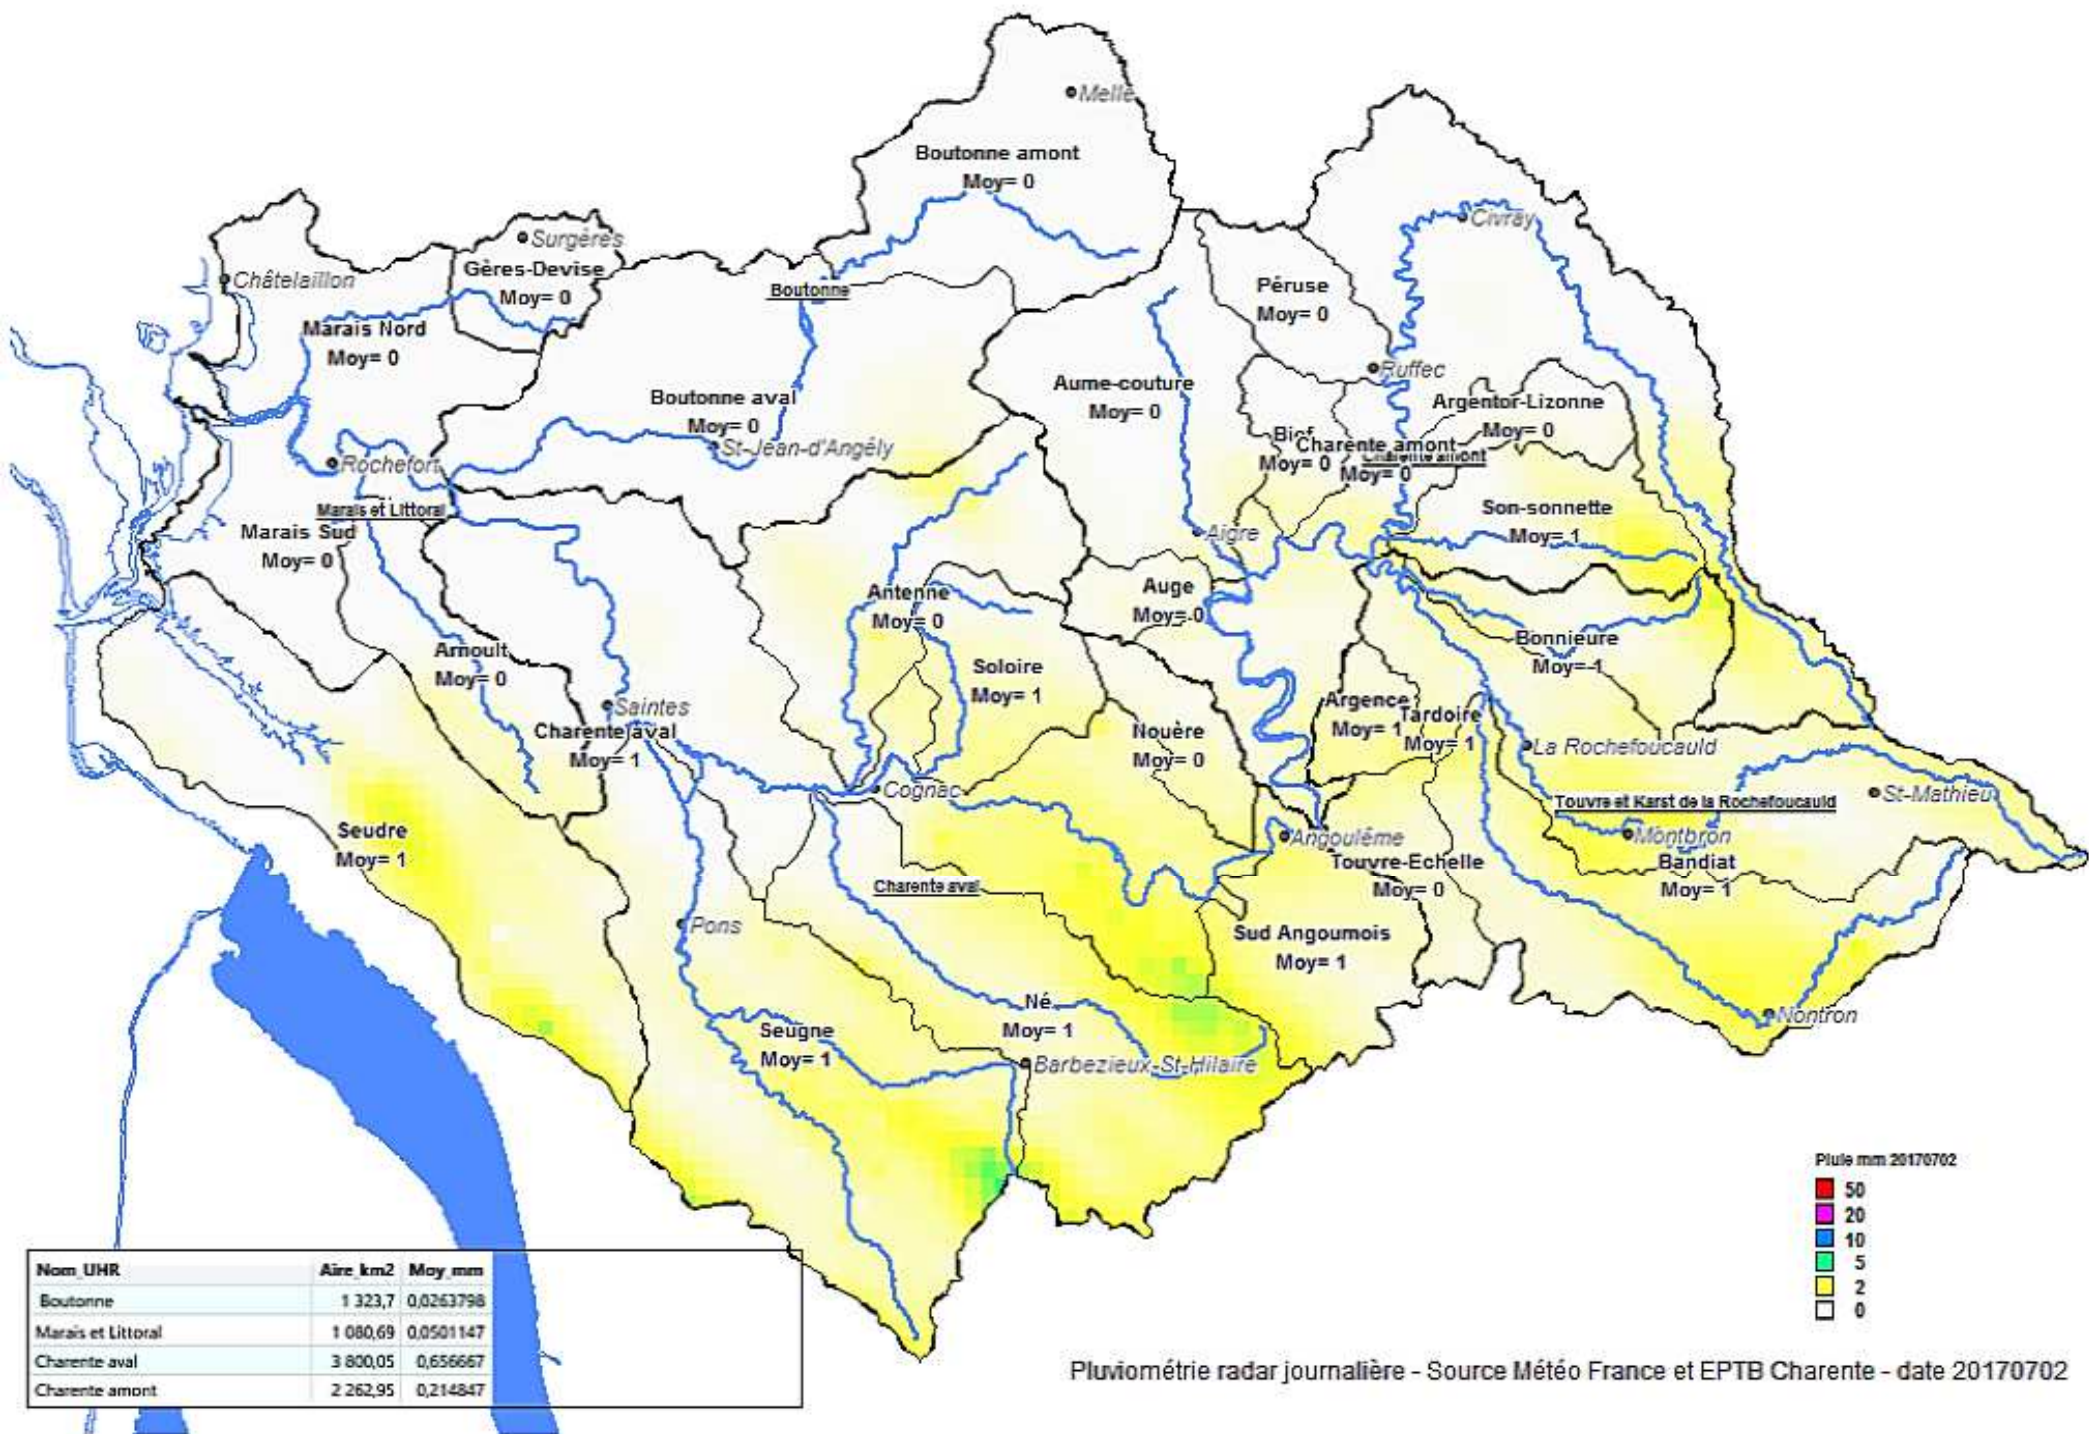 Melle
Boutonne amont
Moy= 0
Civray
Surgères
Gères-Devise
Moy= 0
Châtelaillon
Boutonne
Péruse
Moy= 0
Marais Nord
Moy= 0
Ruffec
Aume-couture
Moy= 0
Boutonne aval
Moy= 0
Argentor-Lizonne
Moy= 0
St-Jean-d'Angély
Bief
Moy= 0
Charente amont
Charente amont
Moy= 0
Rochefort
Marais et Littoral
Son-sonnette
Moy= 1
Marais Sud
Moy= 0
Aigre
Antenne
Moy= 0
Auge
Moy= 0
Bonnieure
Moy= 1
Arnoult
Moy= 0
Soloire
Moy= 1
Saintes
Charente aval
Moy= 1
Nouère
Moy= 0
Argence
Moy= 1
Tardoire
Moy= 1
La Rochefoucauld
Cognac
St-Mathieu
Touvre et Karst de la Rochefoucauld
Seudre
Moy= 1
Angoulême
Montbron
Touvre-Echelle
Moy= 0
Bandiat
Moy= 1
Charente aval
Pons
Sud Angoumois
Moy= 1
Né
Moy= 1
Nontron
Seugne
Moy= 1
Barbezieux-St-Hilaire
Pluie mm 20170702
50
20
10
5
2
0
Nom_UHR Aire_km2 Moy_mm
Boutonne 1 323,7 0,0263798
Marais et Littoral 1 080,69 0,0501147
Charente aval 3 800,05 0,656667
Charente amont 2 262,95 0,214847
Pluviométrie radar journalière - Source Météo France et EPTB Charente - date 20170702